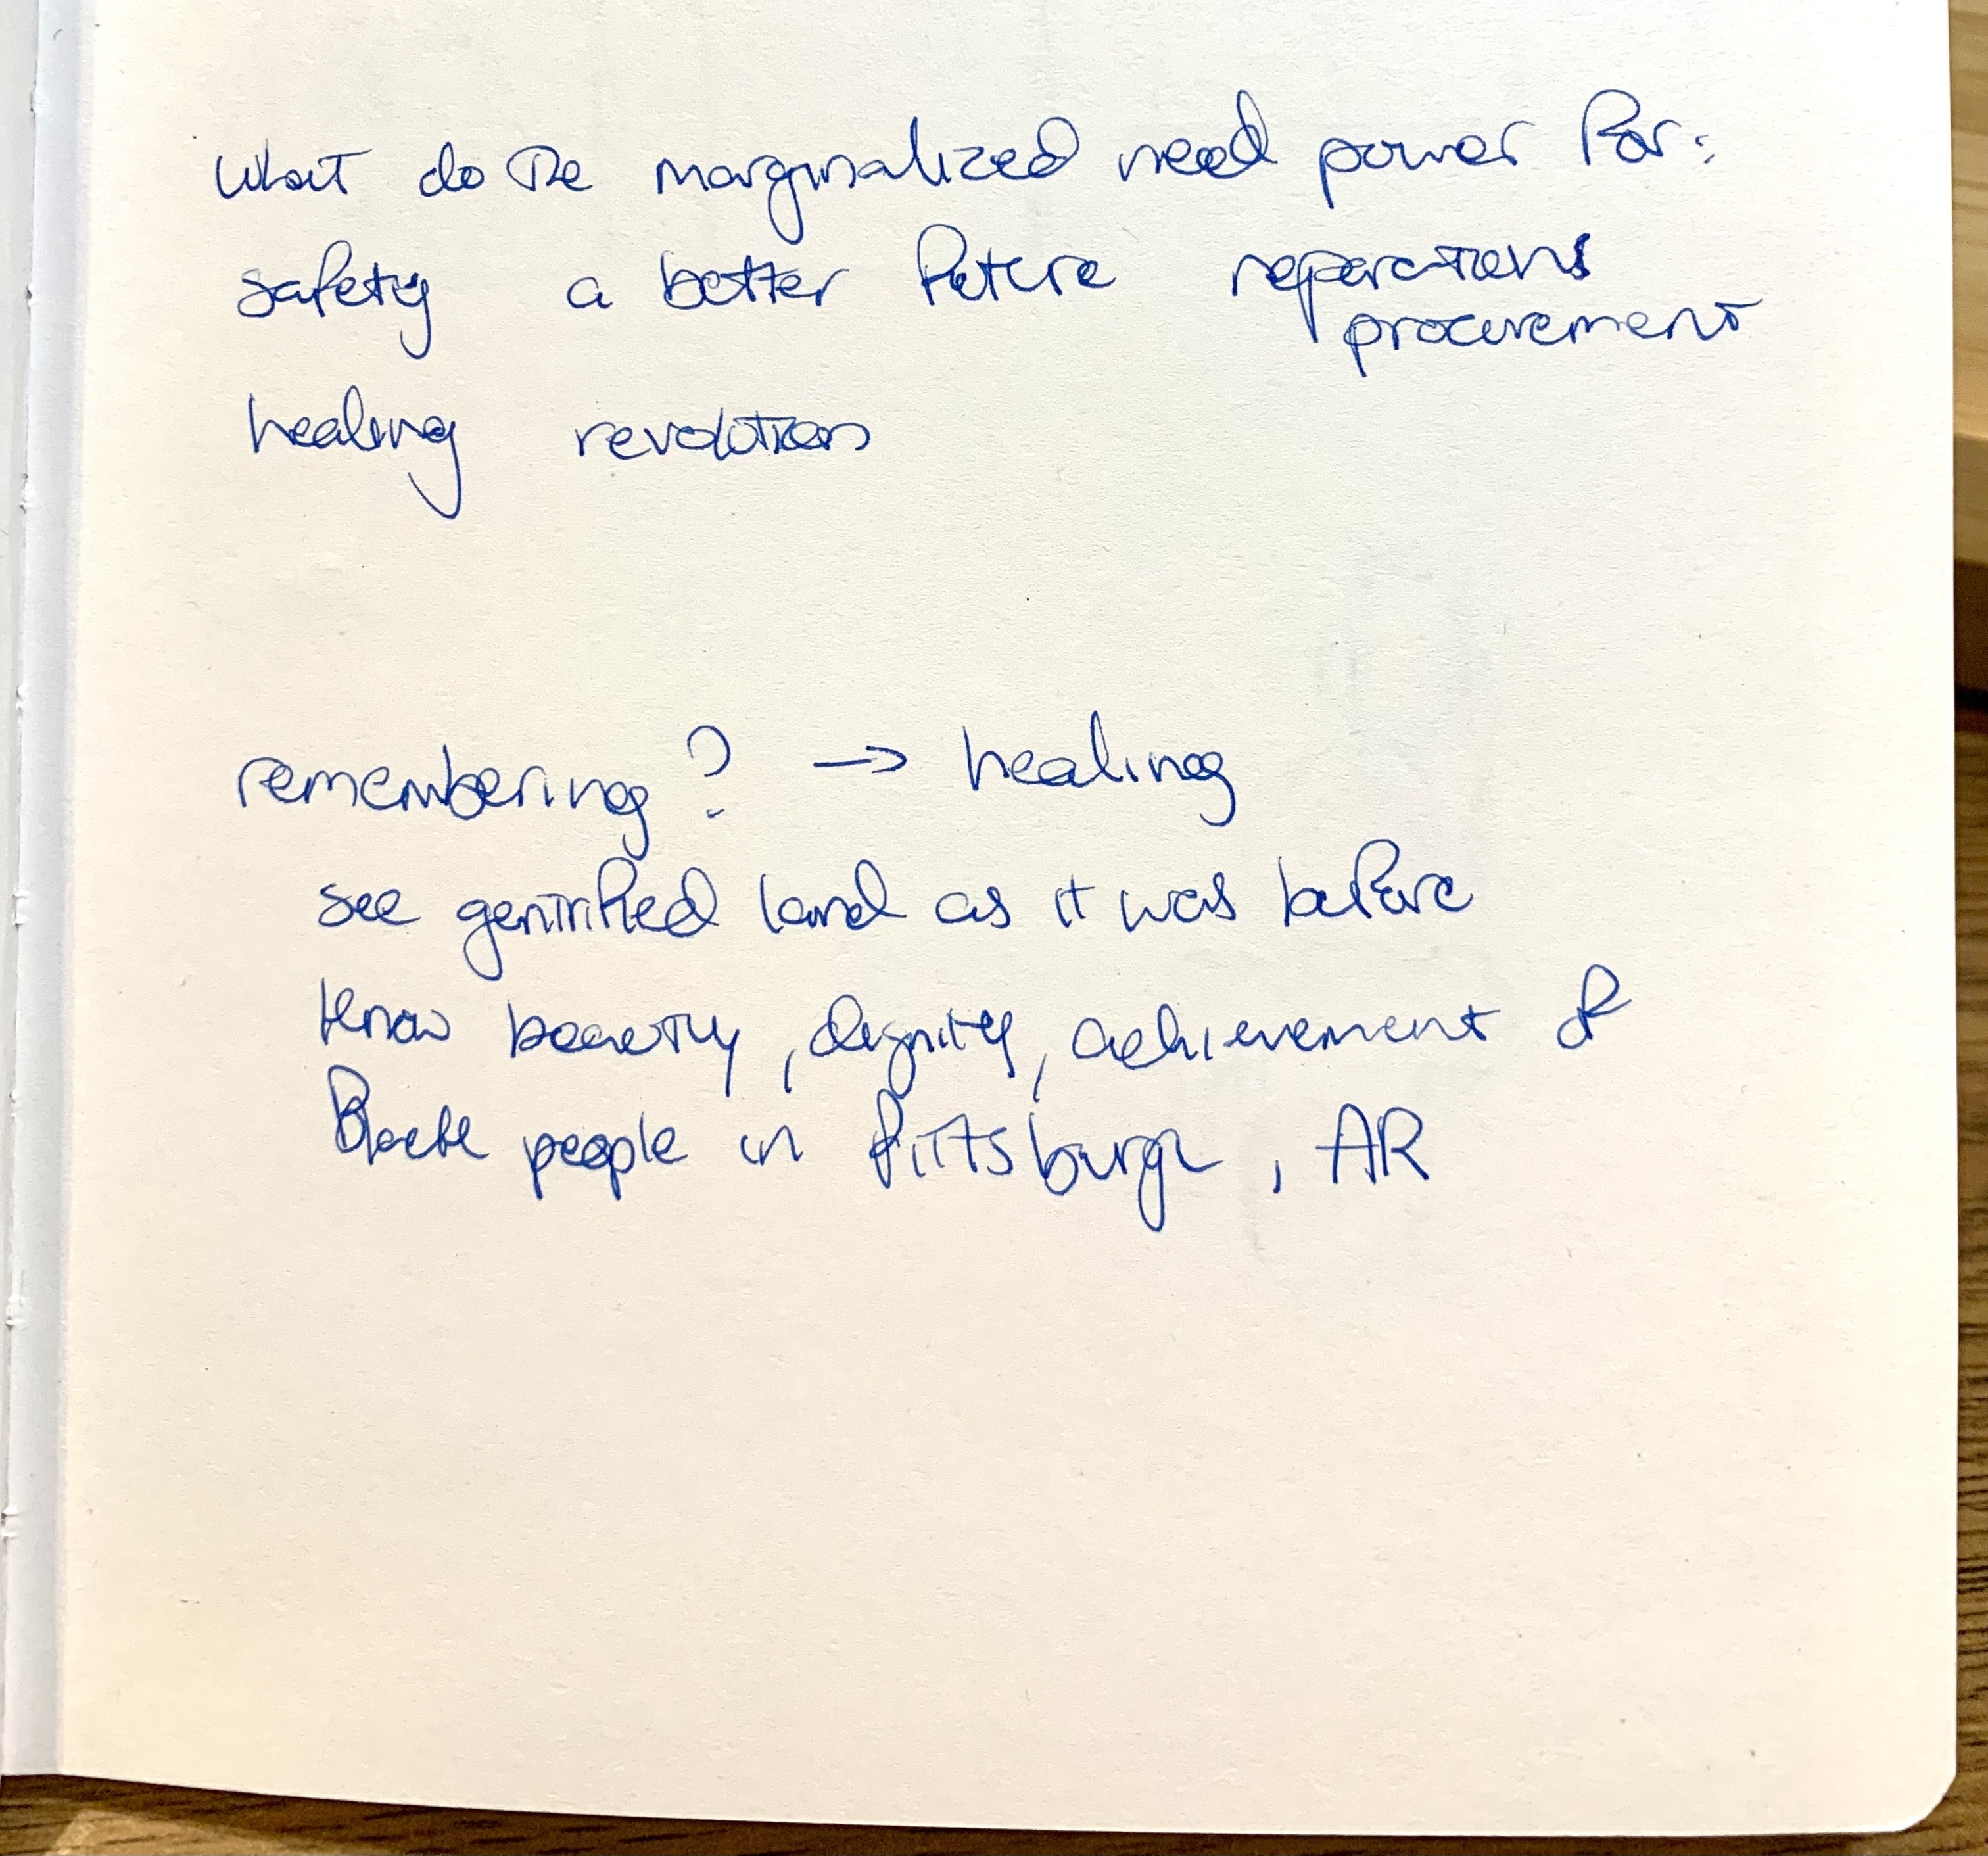 What do the marginalized need power for:
safety a better future reparations
procurement
healing revolution
remembering? → healing
see gentrified land as it was before
know beauty, dignity, achievement of
Black people in Pittsburgh, AR